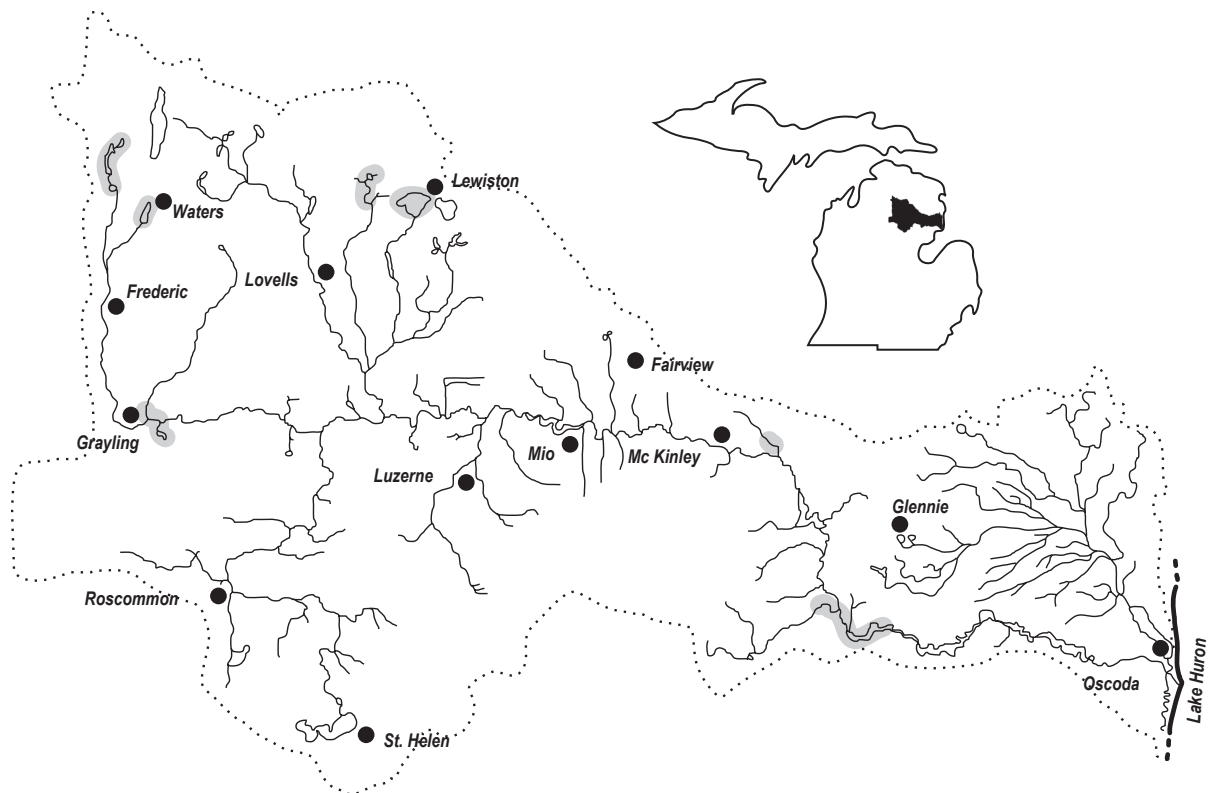 Lewiston
Waters
Lovells
Frederic
Fairview
Grayling
Mio
Mc Kinley
Luzerne
Glennie
Roscommon
Oscoda
Lake Huron
St. Helen